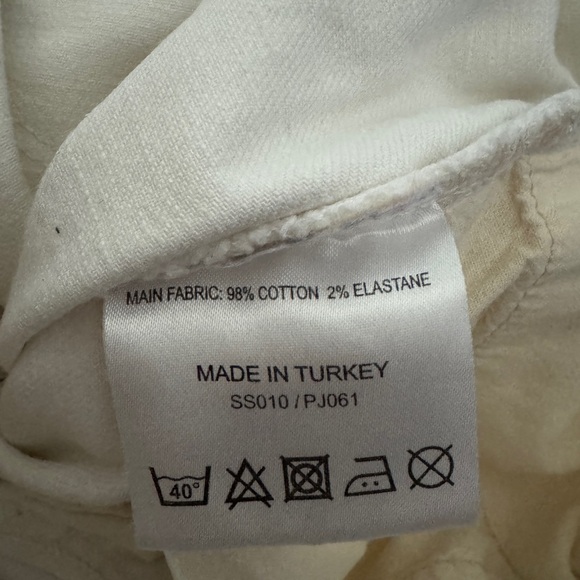 MAIN FABRIC: 98% COTTON 2% ELASTANE
MADE IN TURKEY
SS010 / PJ061
40°